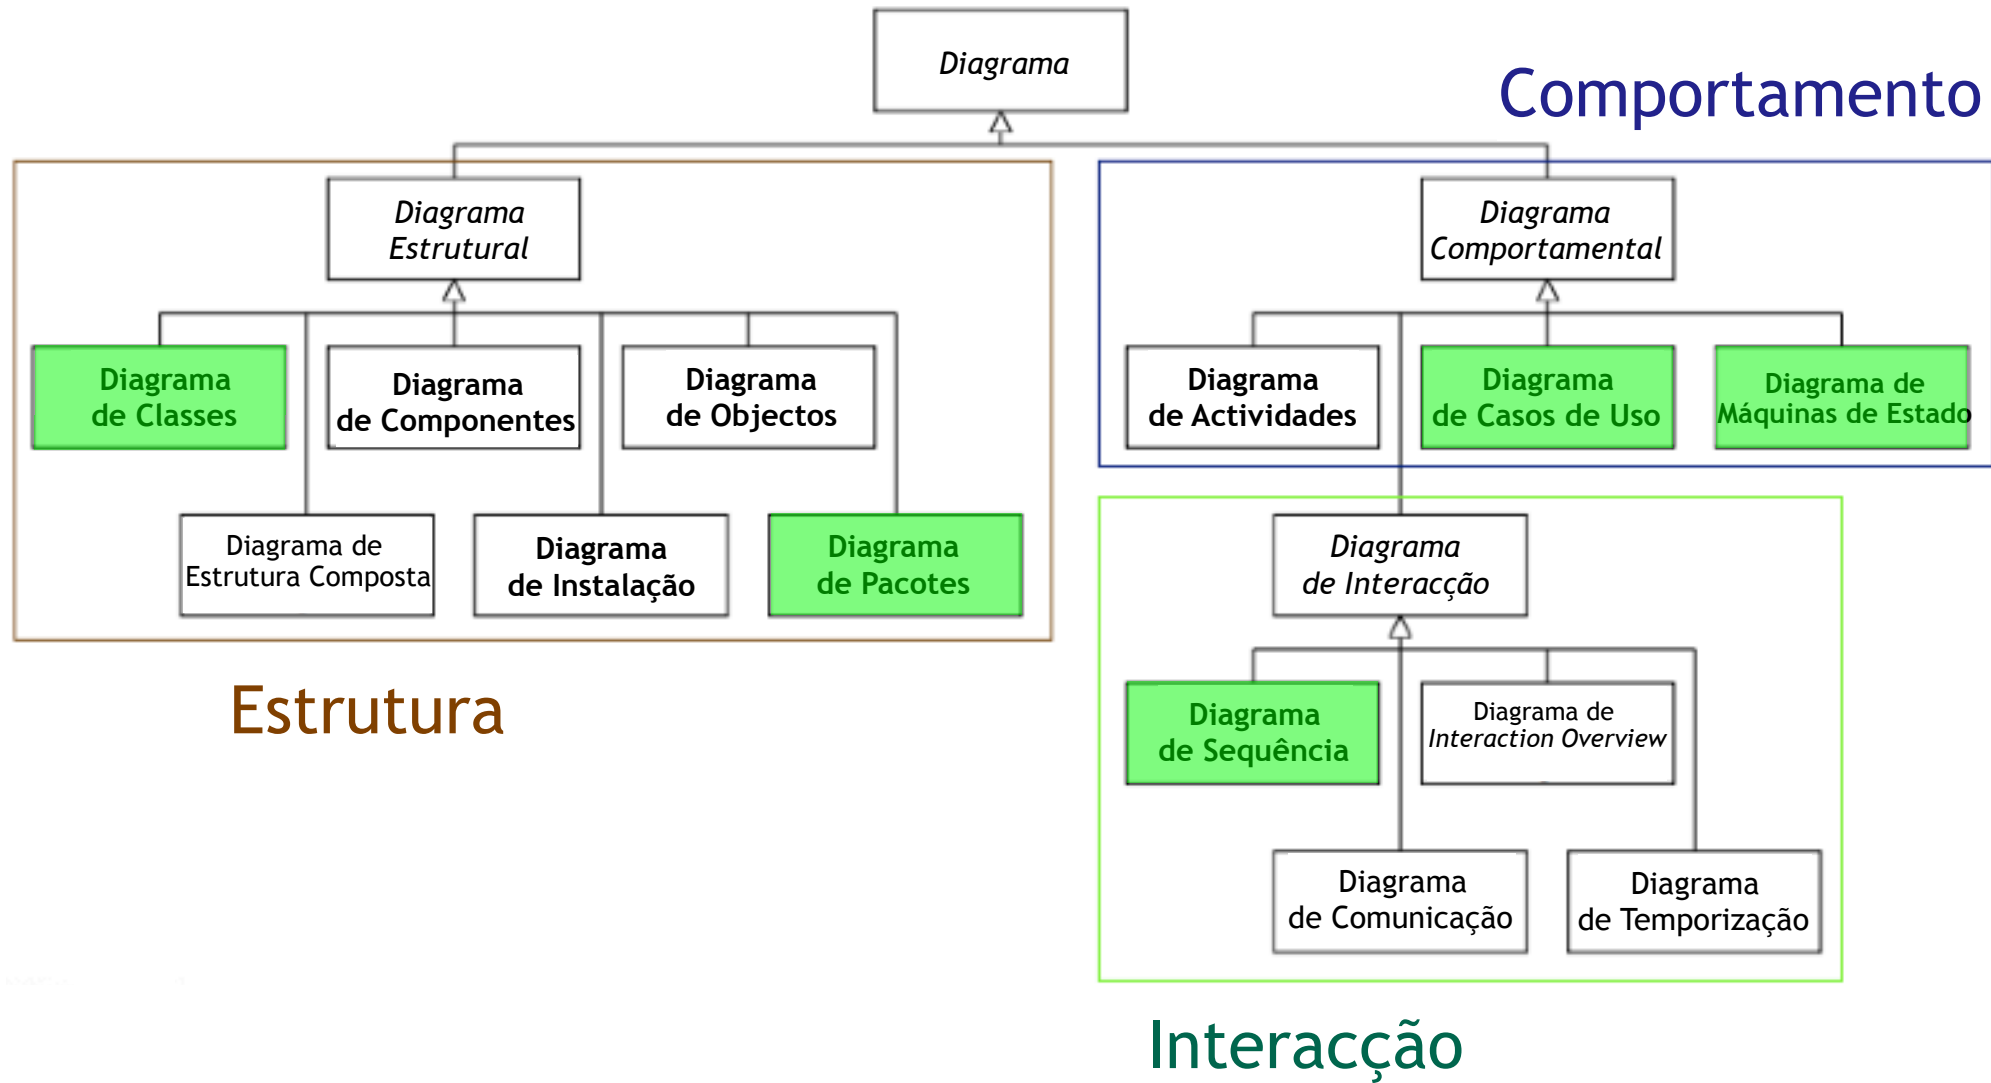 Diagrama
Comportamento
Diagrama
Estrutural
Diagrama
Comportamental
Diagrama
de Classes
Diagrama
de Componentes
Diagrama
de Objectos
Diagrama
de Actividades
Diagrama
de Casos de Uso
Diagrama de
Máquinas de Estado
Diagrama de
Estrutura Composta
Diagrama
de Instalação
Diagrama
de Pacotes
Diagrama
de Interacção
Estrutura
Diagrama
de Sequência
Diagrama de
Interaction Overview
Diagrama
de Comunicação
Diagrama
de Temporização
Interacção